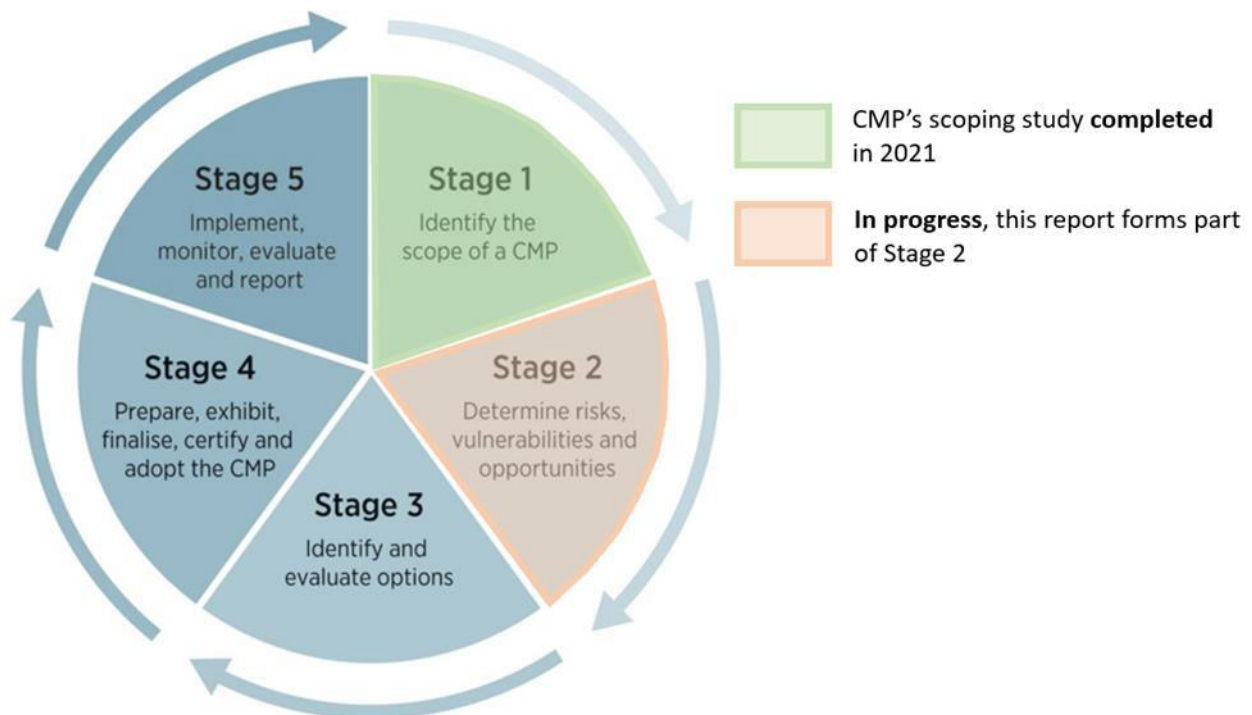 Stage 1
Identify the
scope of a CMP
Stage 2
Determine risks,
vulnerabilities and
opportunities
Stage 3
Identify and
evaluate options
Stage 4
Prepare, exhibit,
finalise, certify and
adopt the CMP
Stage 5
Implement,
monitor, evaluate
and report
CMP's scoping study completed
in 2021
In progress, this report forms part
of Stage 2